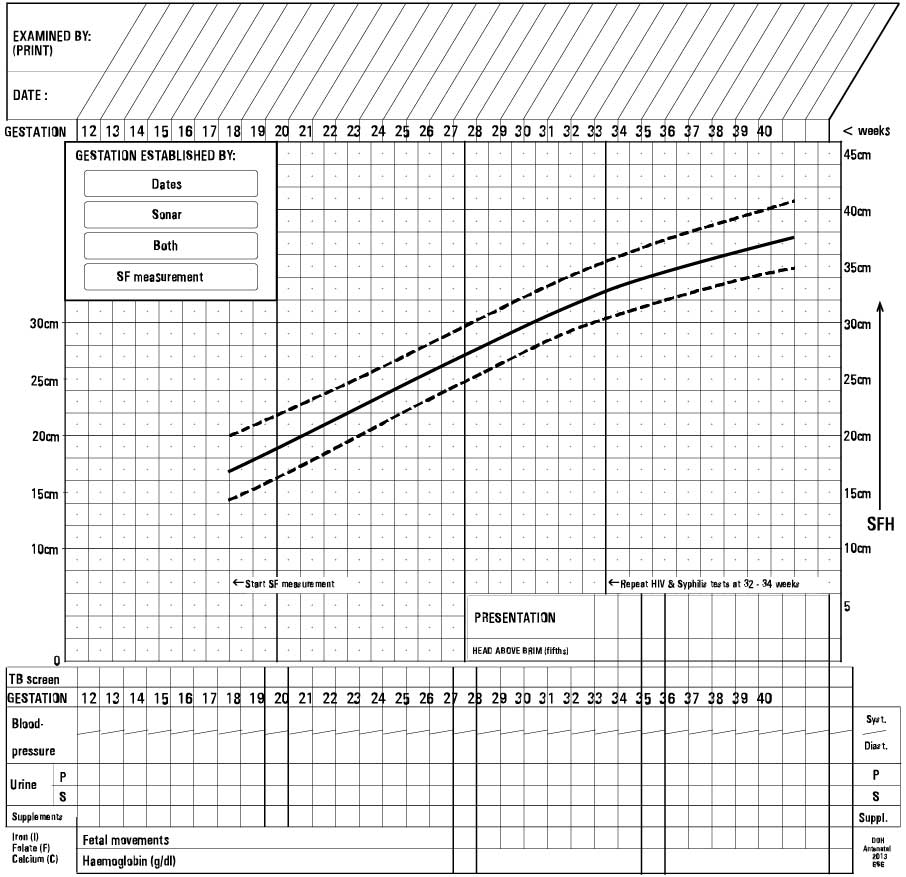 EXAMINED BY:
(PRINT)
DATE :
GESTATION 12 13 14 15 16 17 18 19 20 21 22 23 24 25 26 27 28 29 30 31 32 33 34 35 36 37 38 39 40 < weeks
GESTATION ESTABLISHED BY:
Dates
Sonar
Both
SF measurement
45cm
40cm
35cm
30cm 30cm
25cm 25cm
20cm 20cm
15cm 15cm
SFH
10cm 10cm
←Start SF measurement ←Repeat HIV & Syphilis tests at 32 - 34 weeks
5
PRESENTATION
HEAD ABOVE BRIM (fifths)
0
TB screen
GESTATION 12 13 14 15 16 17 18 19 20 21 22 23 24 25 26 27 28 29 30 31 32 33 34 35 36 37 38 39 40
Blood- Syst.
pressure Diast.
Urine P P
S S
Supplements Suppl.
Iron (I)
Folate (F)
Calcium (C)
Fetal movements
Haemoglobin (g/dl)
DOH
Antenatal
2013